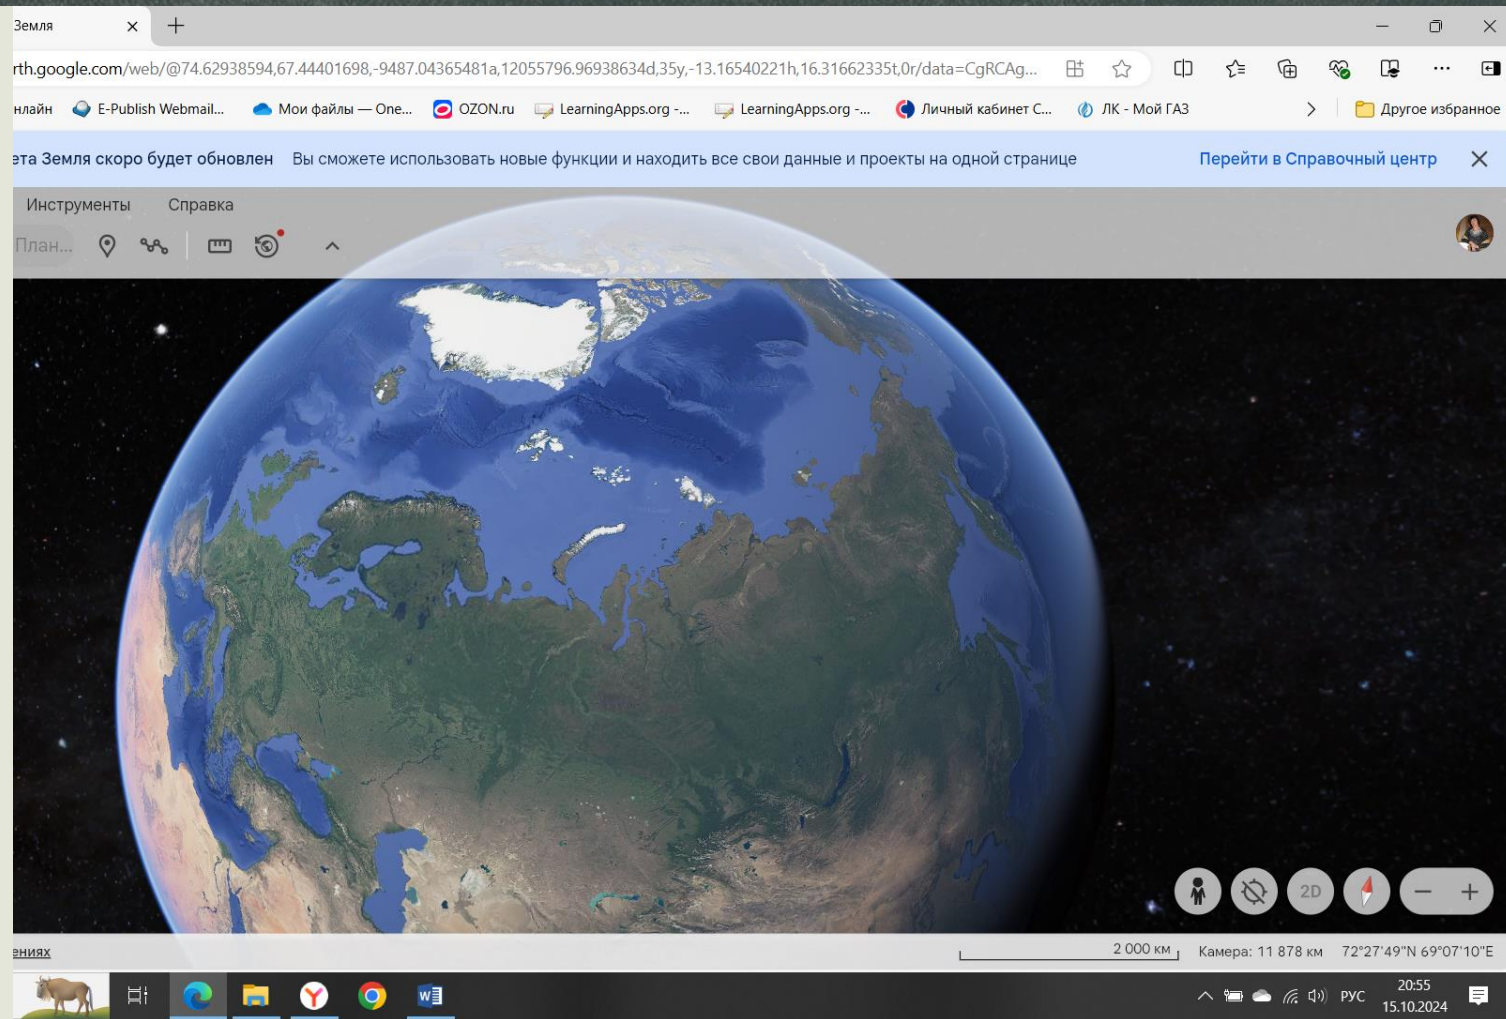 Земля
rth.google.com/web/@74.62938594,67.44401698,-9487.04365481a,12055796.96938634d,35y,-13.16540221h,16.31662335t,0r/data=CgRCAg...
нлайн E-Publish Webmail... Мои файлы — One... OZON.ru LearningApps.org -... LearningApps.org -... Личный кабинет С... ЛК - Мой ГАЗ Другое избранное
ета Земля скоро будет обновлен Вы сможете использовать новые функции и находить все свои данные и проекты на одной странице Перейти в Справочный центр
Инструменты Справка
План...
2D
ениях 2 000 км Камера: 11 878 км 72°27'49"N 69°07'10"E
РУС 20:55
15.10.2024